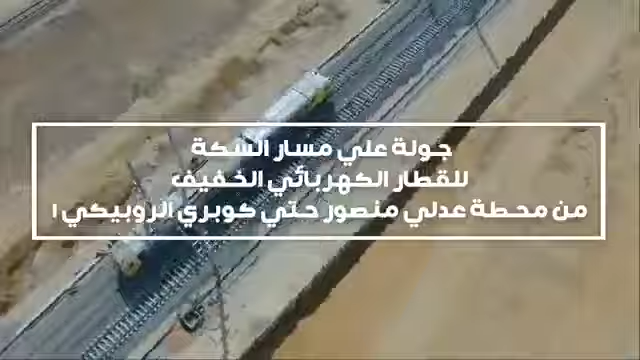 جولة علي مسار السكة
للقطار الكهربائي الخفيف
من محطة عدلي منصور حتي كوبري الروبيكي ١